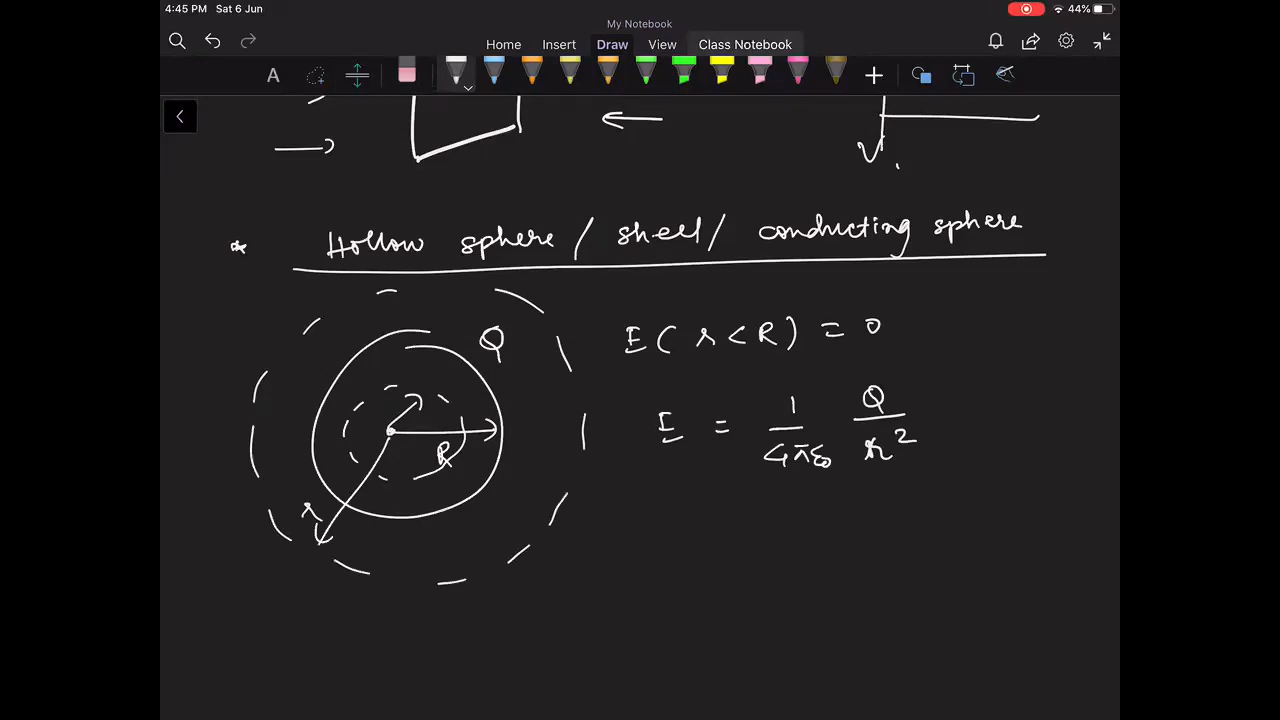 4:45 PM Sat 6 Jun
44%
My Notebook
Home Insert Draw View Class Notebook
A
* Hollow sphere / shell / conducting sphere
Q
E ( r < R ) = 0
E = 1/4πε₀ Q/r²
R
r